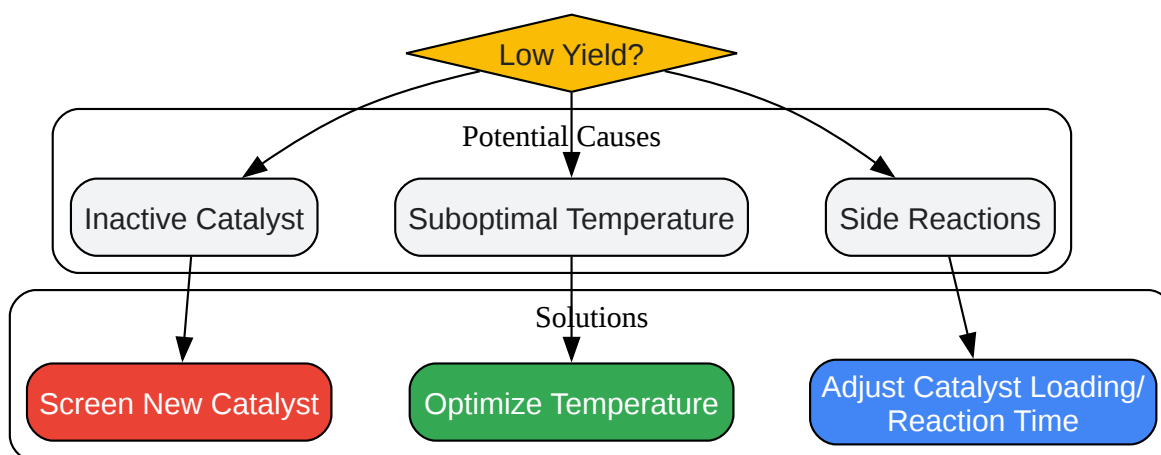 Low Yield?
Potential Causes
Inactive Catalyst
Suboptimal Temperature
Side Reactions
Solutions
Screen New Catalyst
Optimize Temperature
Adjust Catalyst Loading/
Reaction Time